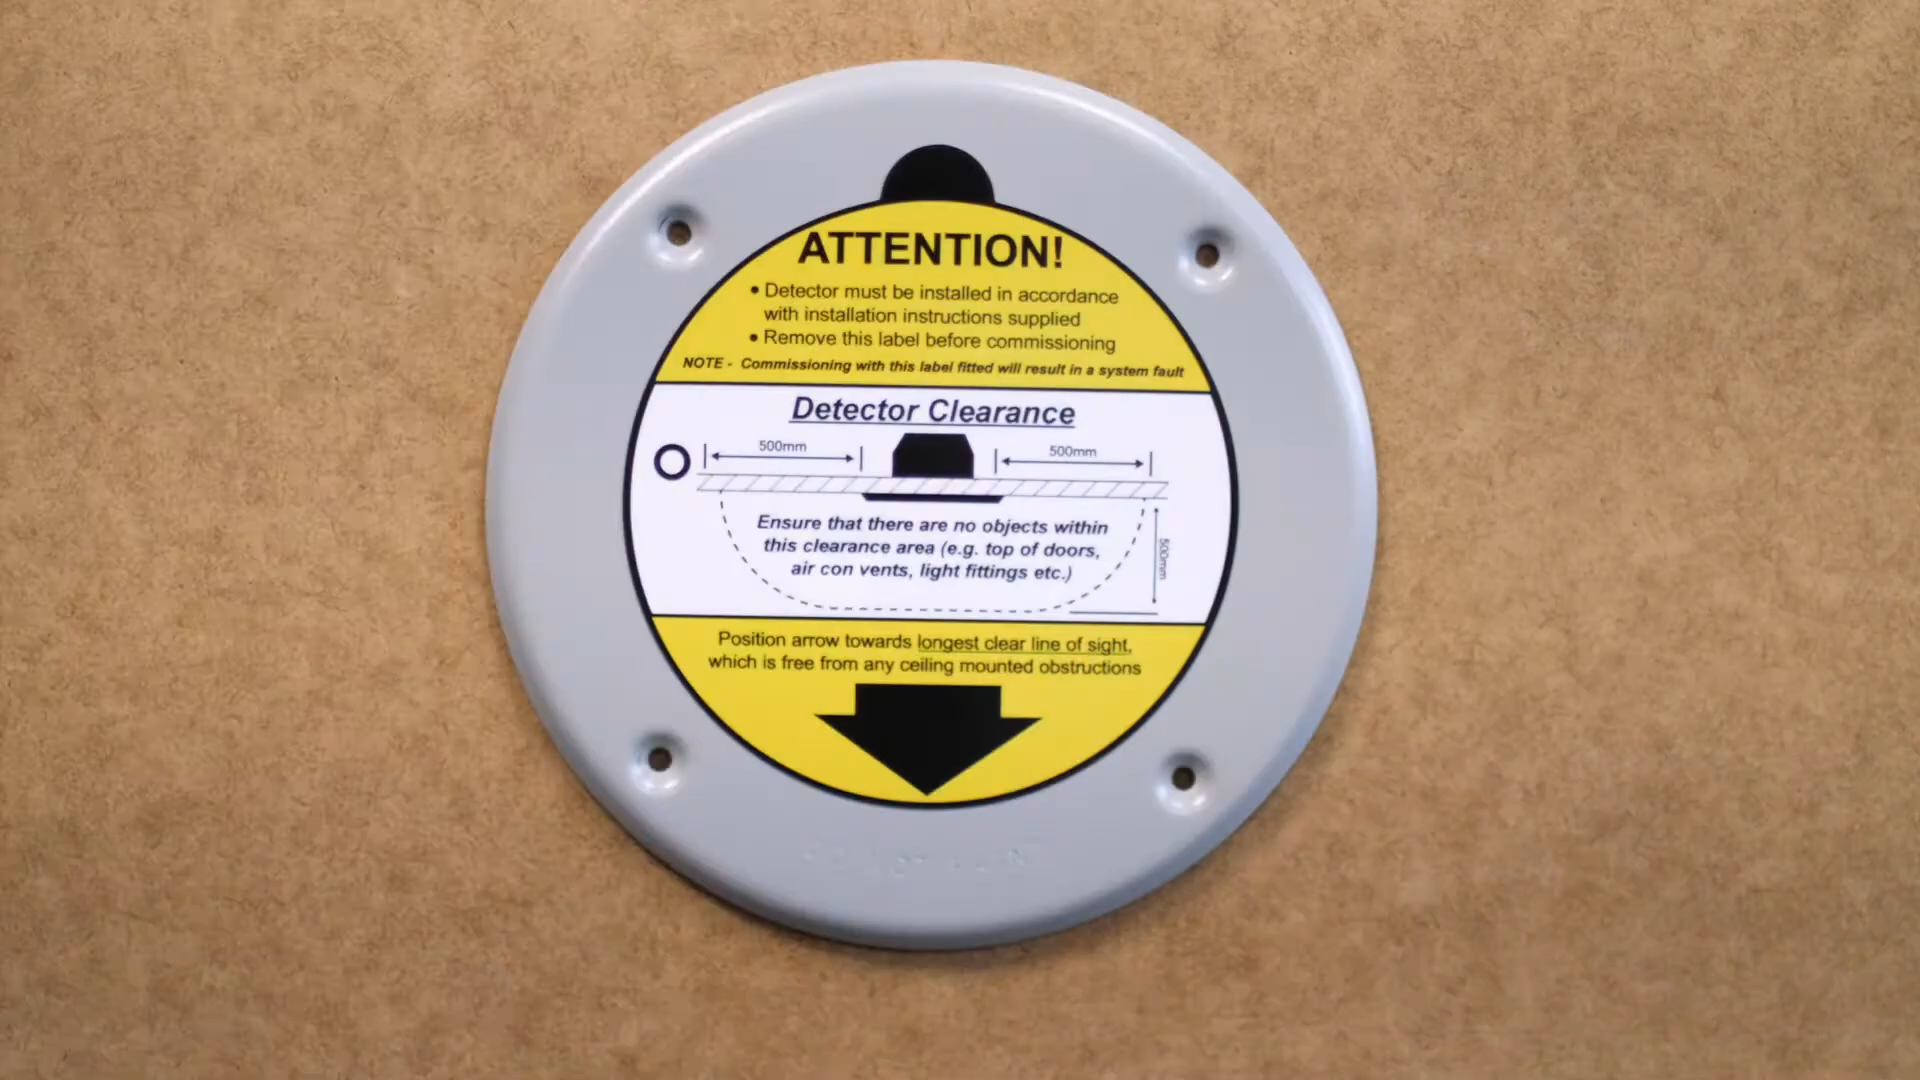 ATTENTION!
• Detector must be installed in accordance
with installation instructions supplied
• Remove this label before commissioning
NOTE - Commissioning with this label fitted will result in a system fault
Detector Clearance
500mm
500mm
Ensure that there are no objects within
this clearance area (e.g. top of doors,
air con vents, light fittings etc.)
500mm
Position arrow towards longest clear line of sight,
which is free from any ceiling mounted obstructions